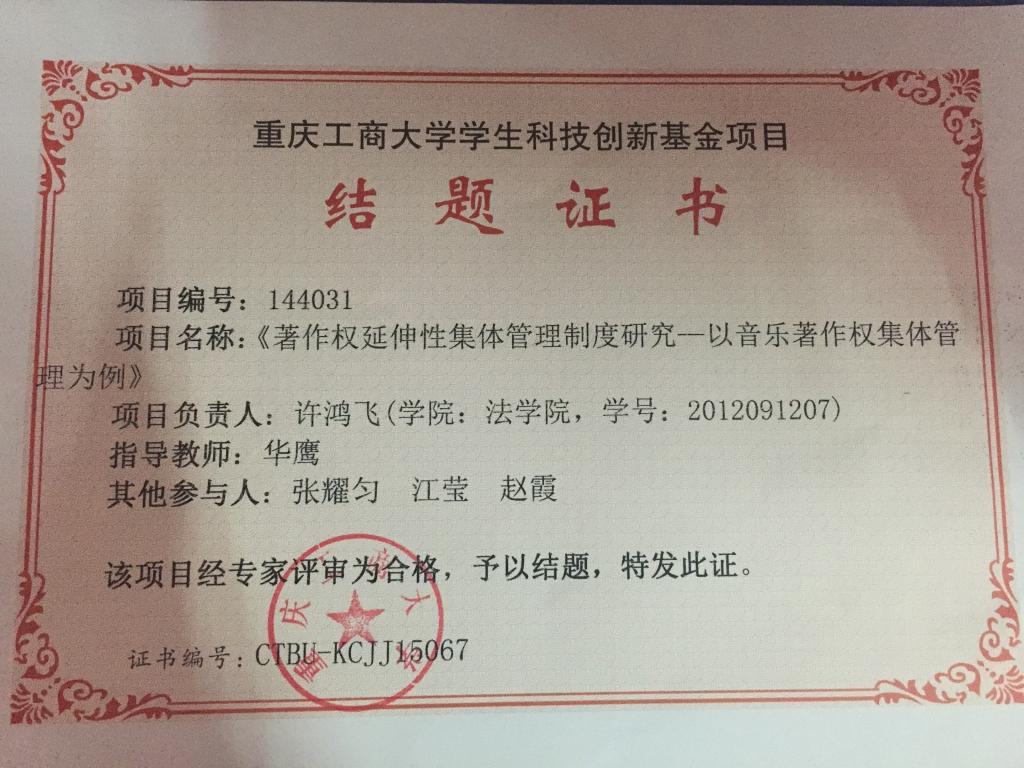 重庆工商大学学生科技创新基金项目
结题证书
项目编号：144031
项目名称：《著作权延伸性集体管理制度研究—以音乐著作权集体管
理为例》
项目负责人：许鸿飞(学院：法学院，学号：2012091207)
指导教师：华鹰
其他参与人：张耀匀 江莹 赵霞
该项目经专家评审为合格，予以结题，特发此证。
重庆工商大学
证书编号：CTBU-KCJJ15067